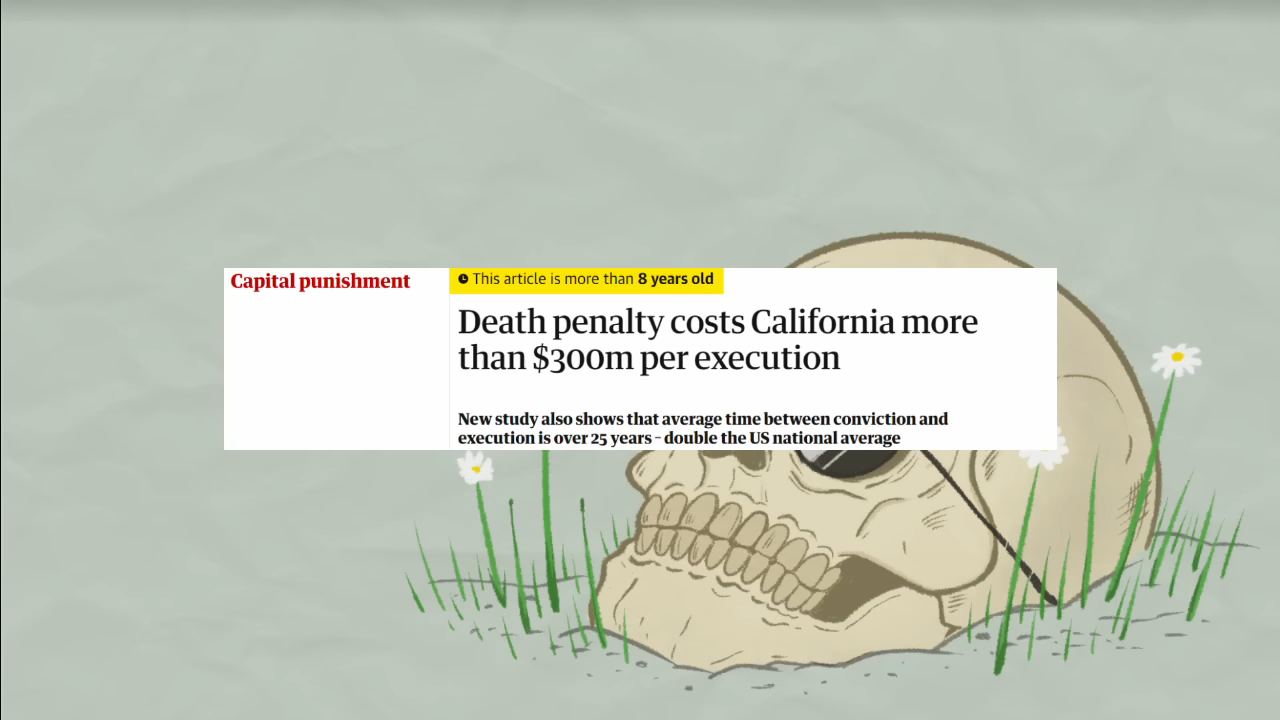 Capital punishment
This article is more than 8 years old
Death penalty costs California more
than $300m per execution
New study also shows that average time between conviction and
execution is over 25 years – double the US national average